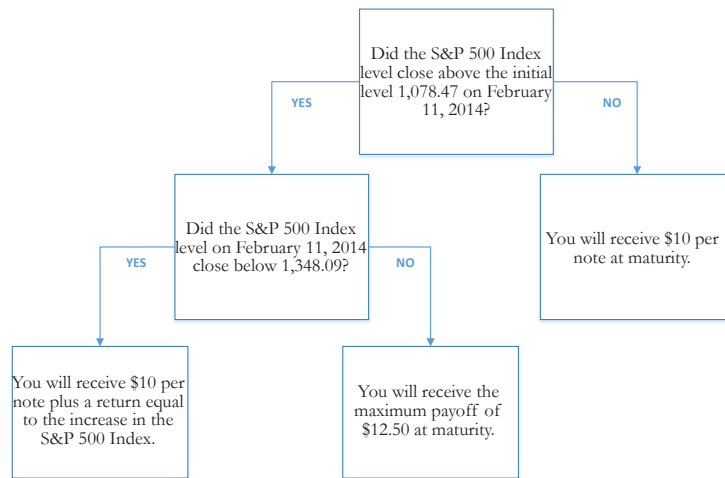 Did the S&P 500 Index
level close above the initial
level 1,078.47 on February
11, 2014?
YES
NO
Did the S&P 500 Index
level on February 11, 2014
close below 1,348.09?
You will receive $10 per
note at maturity.
YES
NO
You will receive $10 per
note plus a return equal
to the increase in the
S&P 500 Index.
You will receive the
maximum payoff of
$12.50 at maturity.